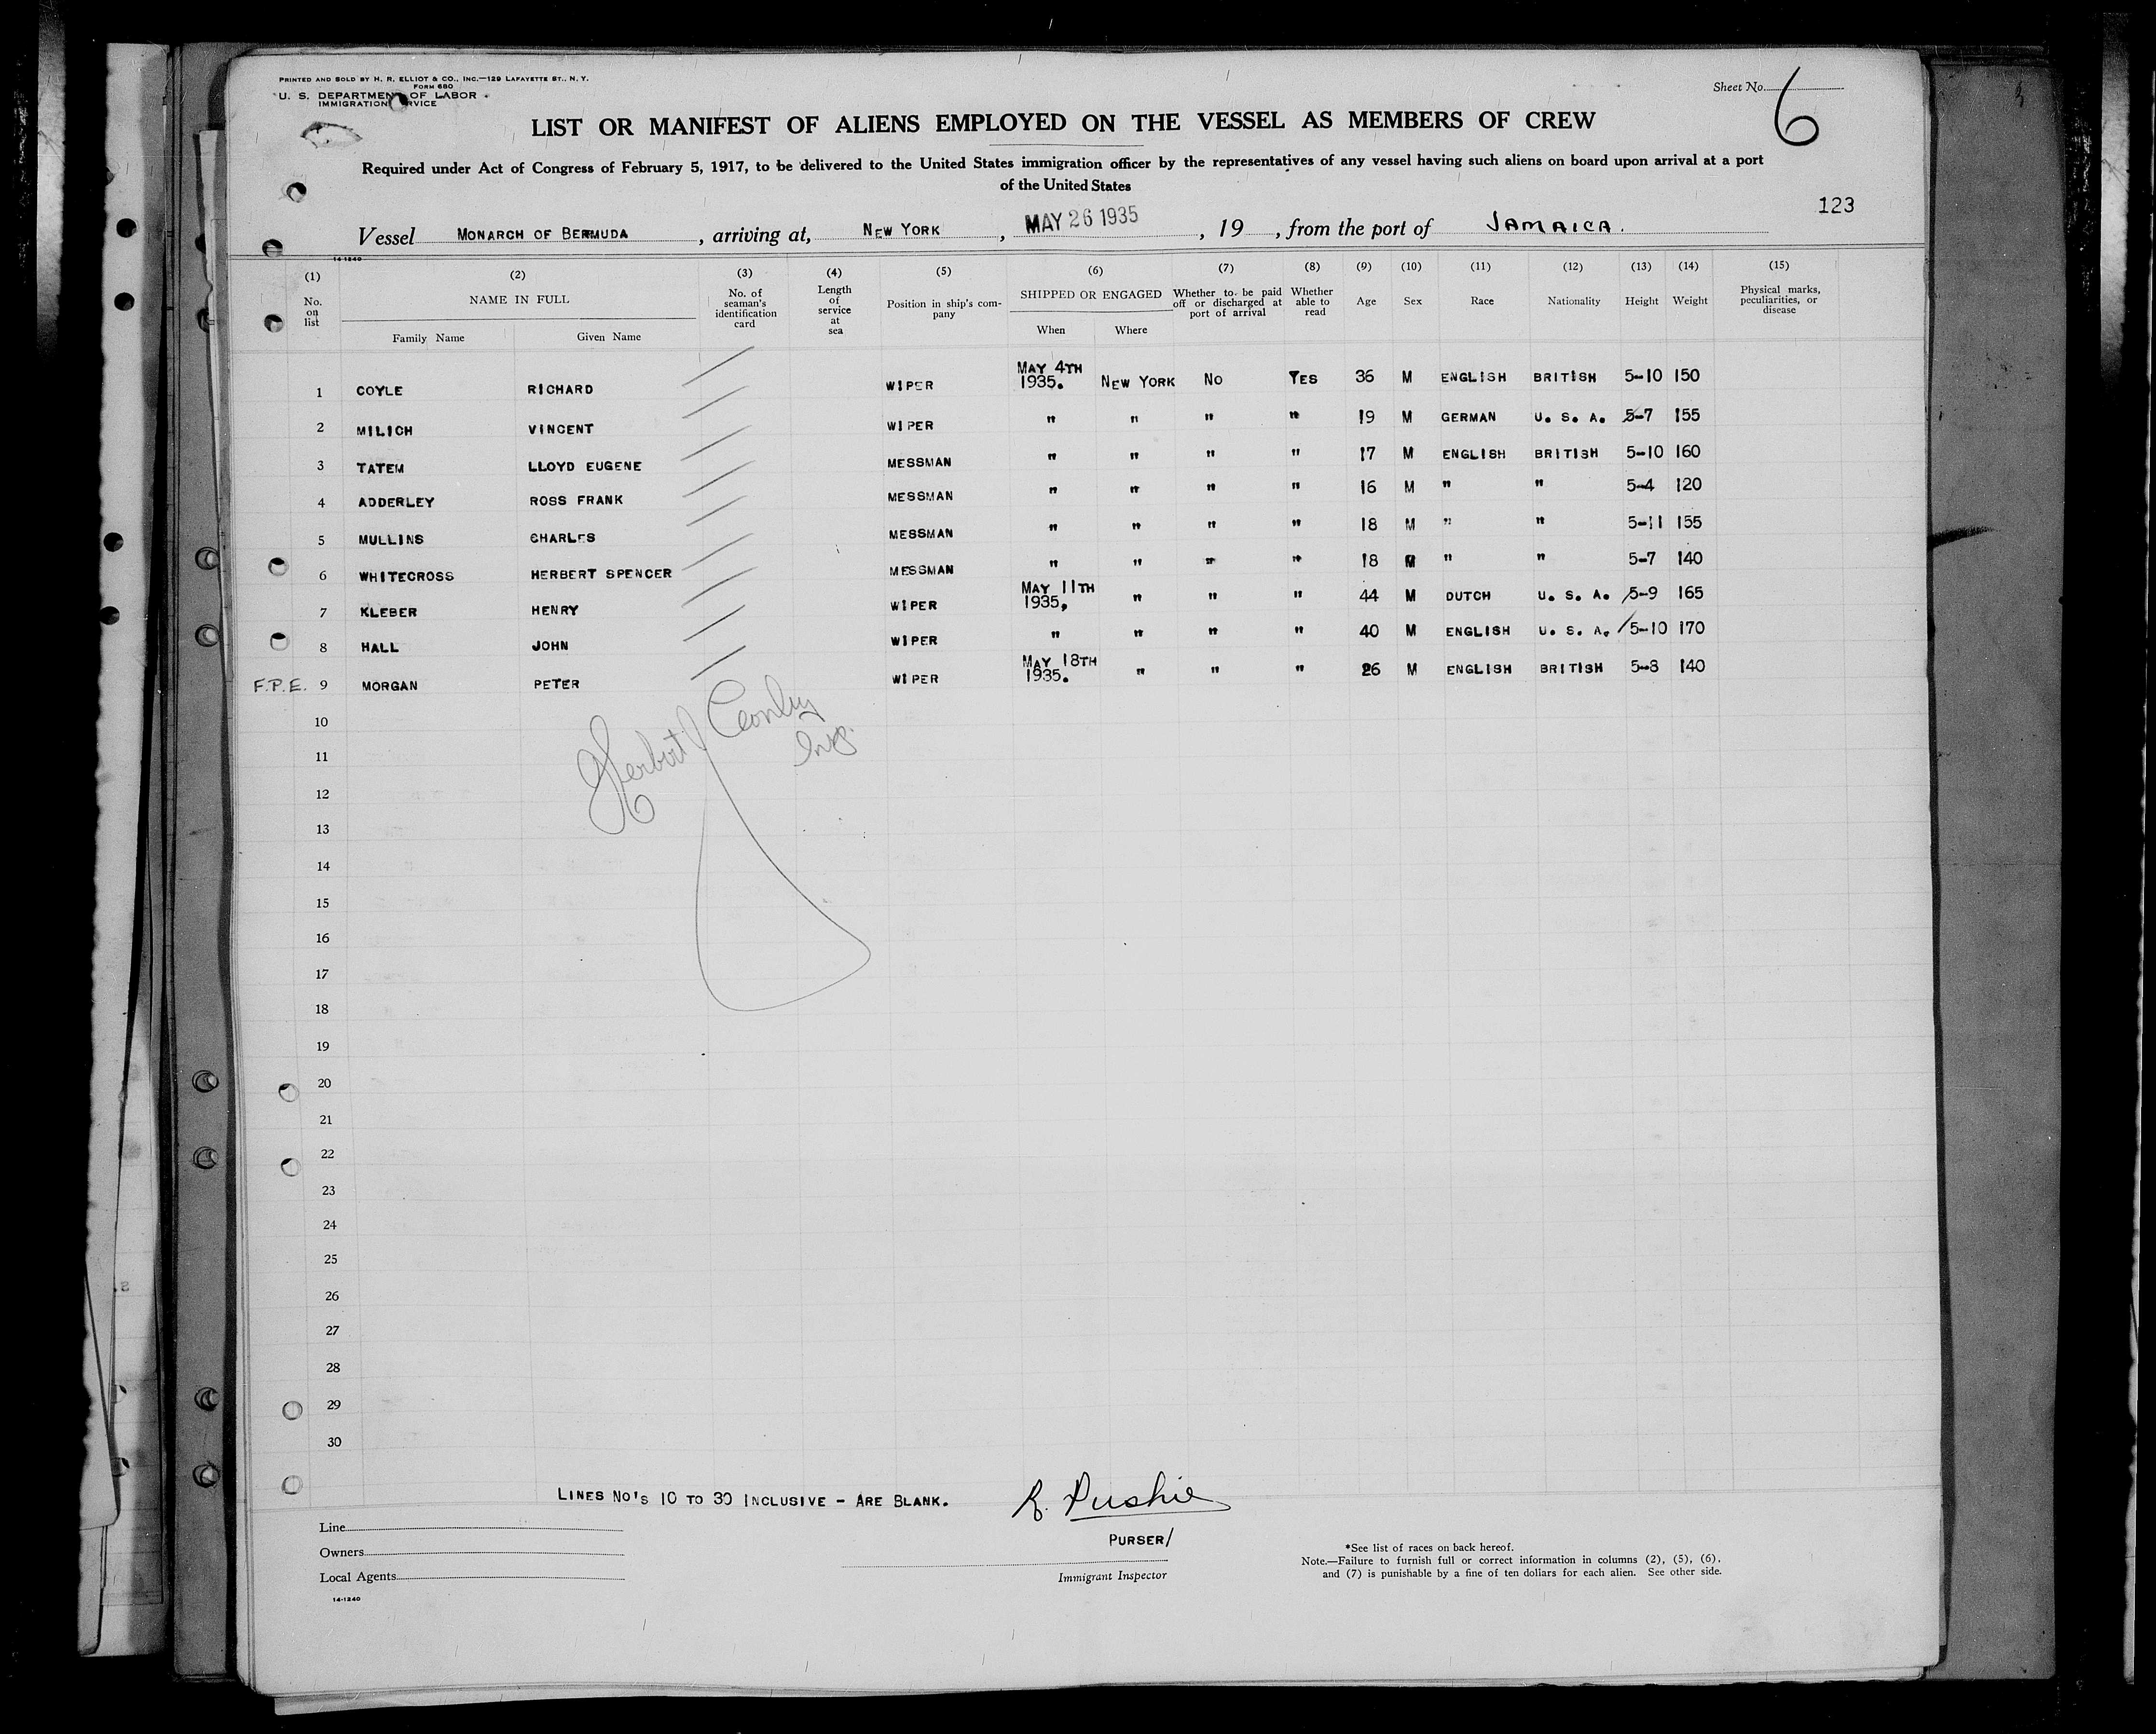 PRINTED AND SOLD BY H. R. ELLIOT & CO., INC.—129 LAFAYETTE ST., N. Y.
FORM 680
U. S. DEPARTMENT OF LABOR
IMMIGRATION SERVICE
Sheet No. 6
LIST OR MANIFEST OF ALIENS EMPLOYED ON THE VESSEL AS MEMBERS OF CREW
Required under Act of Congress of February 5, 1917, to be delivered to the United States immigration officer by the representatives of any vessel having such aliens on board upon arrival at a port
of the United States
123
Vessel MONARCH OF BERMUDA , arriving at, NEW YORK , MAY 26 1935 , 19 , from the port of JAMAICA.
14-1240
(1) (2) (3) (4) (5) (6) (7) (8) (9) (10) (11) (12) (13) (14) (15)
No. on list NAME IN FULL Family Name Given Name No. of seaman's identification card Length of service at sea Position in ship's company SHIPPED OR ENGAGED When Where Whether to be paid off or discharged at port of arrival Whether able to read Age Sex Race Nationality Height Weight Physical marks, peculiarities, or disease
1 COYLE RICHARD WIPER MAY 4TH 1935. NEW YORK NO YES 36 M ENGLISH BRITISH 5-10 150
2 MILICH VINCENT WIPER " " " " 19 M GERMAN U. S. A. 5-7 155
3 TATEM LLOYD EUGENE MESSMAN " " " " 17 M ENGLISH BRITISH 5-10 160
4 ADDERLEY ROSS FRANK MESSMAN " " " " 16 M " " 5-4 120
5 MULLINS CHARLES MESSMAN " " " " 18 M " " 5-11 155
6 WHITECROSS HERBERT SPENCER MESSMAN " " " " 18 M " " 5-7 140
7 KLEBER HENRY WIPER MAY 11TH 1935, " " " 44 M DUTCH U. S. A. 5-9 165
8 HALL JOHN WIPER " " " " 40 M ENGLISH U. S. A. 5-10 170
F.P.E. 9 MORGAN PETER WIPER MAY 18TH 1935. " " " 26 M ENGLISH BRITISH 5-8 140
10
Herbert J
11
12
13
14
15
16
17
18
19
20
21
22
23
24
25
26
27
28
29
30
LINES NO'S 10 TO 30 INCLUSIVE - ARE BLANK.
R. Pushie
PURSER/
Line
Owners
Local Agents
14-1240
Immigrant Inspector
*See list of races on back hereof.
Note.—Failure to furnish full or correct information in columns (2), (5), (6),
and (7) is punishable by a fine of ten dollars for each alien. See other side.